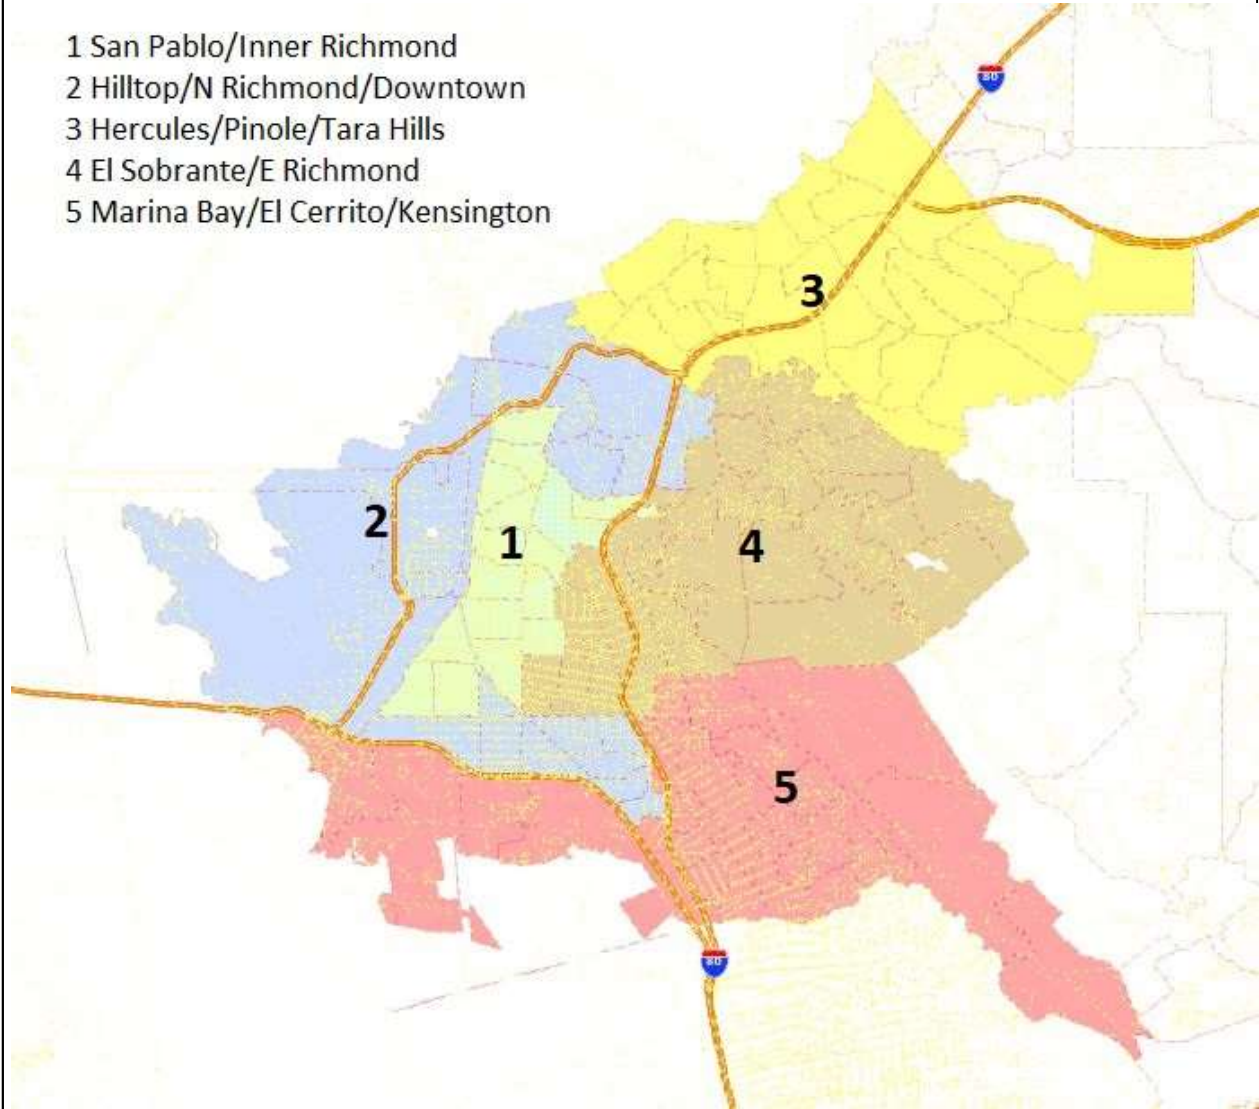 1 San Pablo/Inner Richmond
2 Hilltop/N Richmond/Downtown
3 Hercules/Pinole/Tara Hills
4 El Sobrante/E Richmond
5 Marina Bay/El Cerrito/Kensington
80
3
2
1
4
5
80